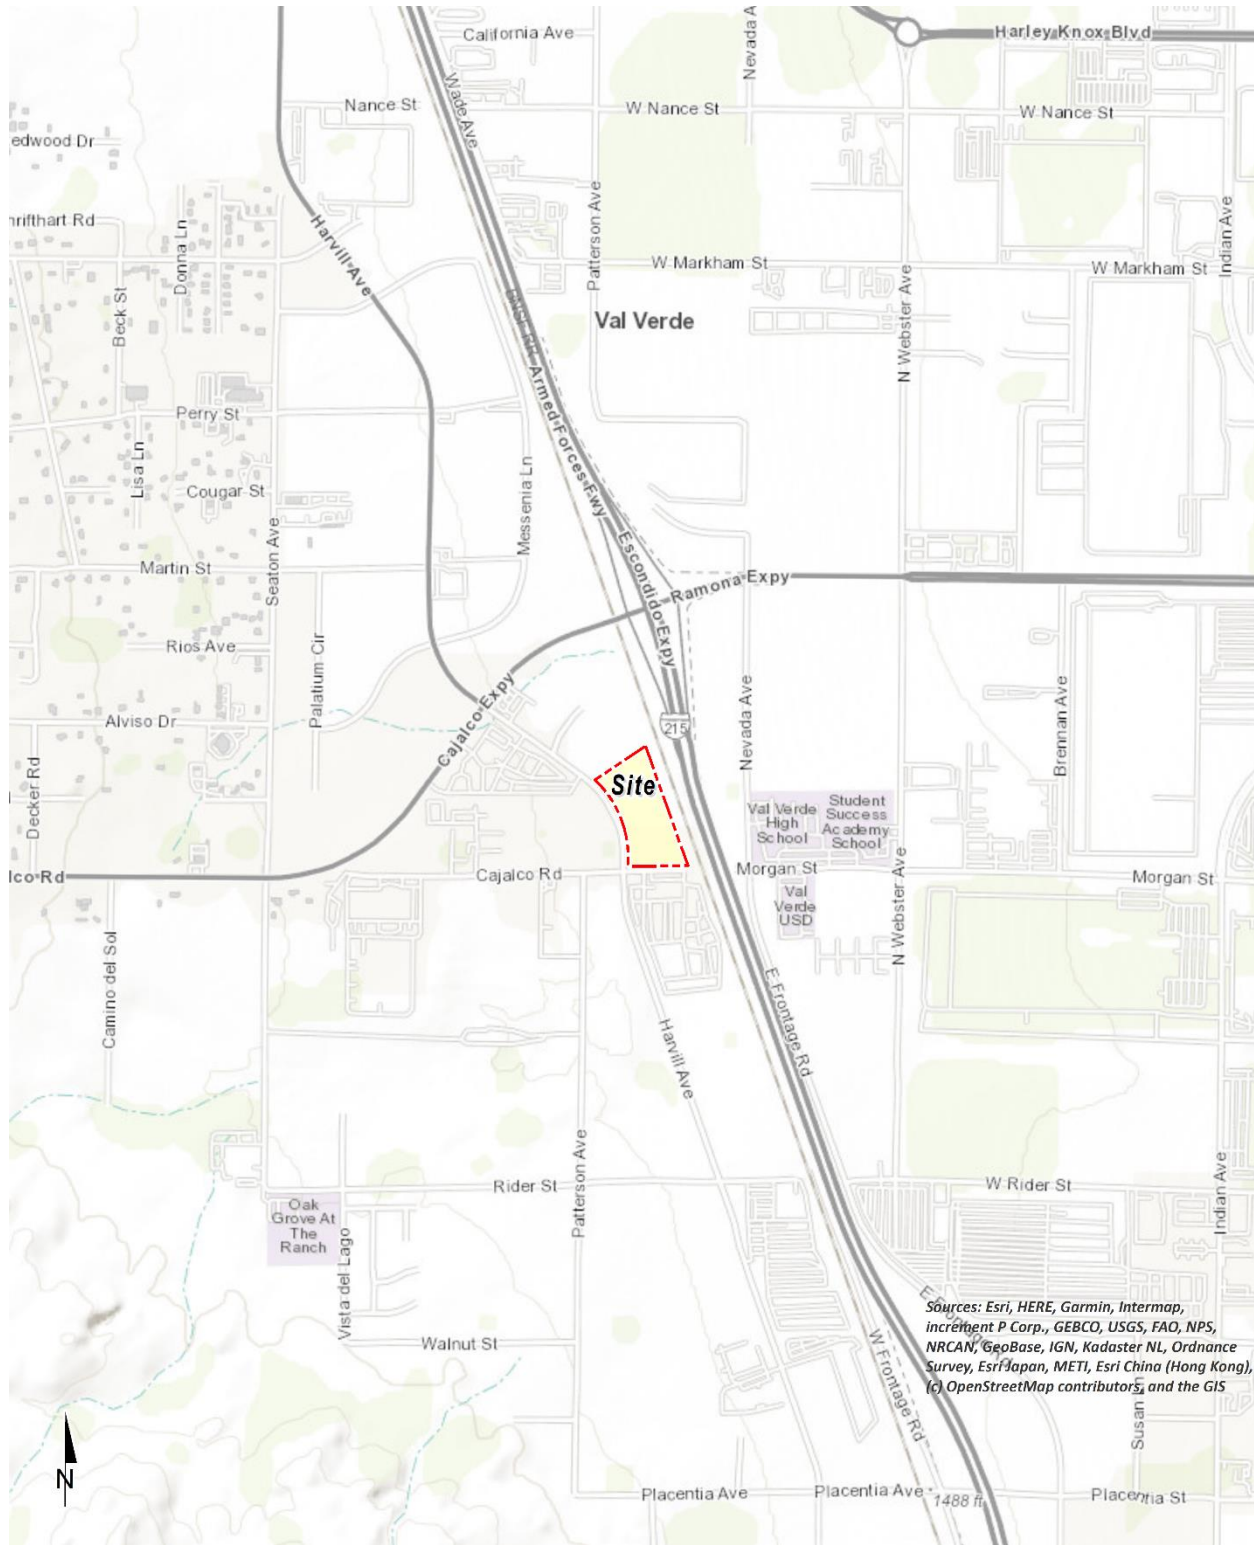 California Ave
Nevada A
Harley Knox Blvd
Wade Ave
Nance St
W Nance St
W Nance St
edwood Dr
Patterson Ave
Indian Ave
hrifthart Rd
Donna Ln
Harvill Ave
W Markham St
W Markham St
Beck St
BNSF RR
Val Verde
N Webster Ave
Armed Forces Fwy
Perry St
Lisa Ln
Cougar St
Messenia Ln
Seaton Ave
Escondido Expy
Martin St
Ramona Expy
Rios Ave
Palatium Cir
Cajalco Expy
Nevada Ave
Brennan Ave
Alviso Dr
215
Decker Rd
Site
Val Verde
High
School
Student
Success
Academy
School
lco Rd
Cajalco Rd
Morgan St
Morgan St
Val
Verde
USD
N Webster Ave
Camino del Sol
E Frontage Rd
Harvill Ave
Patterson Ave
Rider St
W Rider St
Indian Ave
Oak
Grove At
The
Ranch
Vista del Lago
E Frontage Rd
Sources: Esri, HERE, Garmin, Intermap,
increment P Corp., GEBCO, USGS, FAO, NPS,
NRCAN, GeoBase, IGN, Kadaster NL, Ordnance
Survey, Esri Japan, METI, Esri China (Hong Kong),
(c) OpenStreetMap contributors, and the GIS
Walnut St
W Frontage Rd
Susan Ln
N
Placentia Ave
Placentia Ave
1488 ft
Placentia St